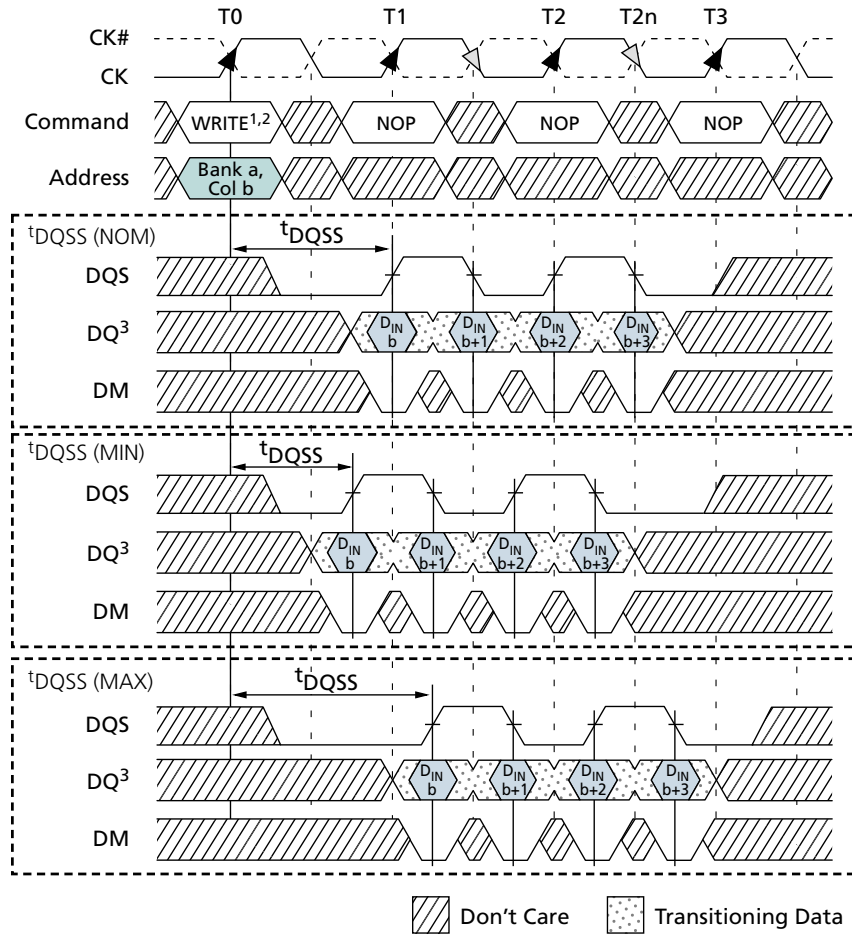 T0 T1 T2 T2n T3
CK#
CK
Command WRITE1,2 NOP NOP NOP
Address Bank a,
Col b
tDQSS (NOM) tDQSS
DQS
DQ3 DIN DIN DIN DIN
b b+1 b+2 b+3
DM
tDQSS (MIN) tDQSS
DQS
DQ3 DIN DIN DIN DIN
b b+1 b+2 b+3
DM
tDQSS (MAX) tDQSS
DQS
DQ3 DIN DIN DIN DIN
b b+1 b+2 b+3
DM
Don't Care Transitioning Data